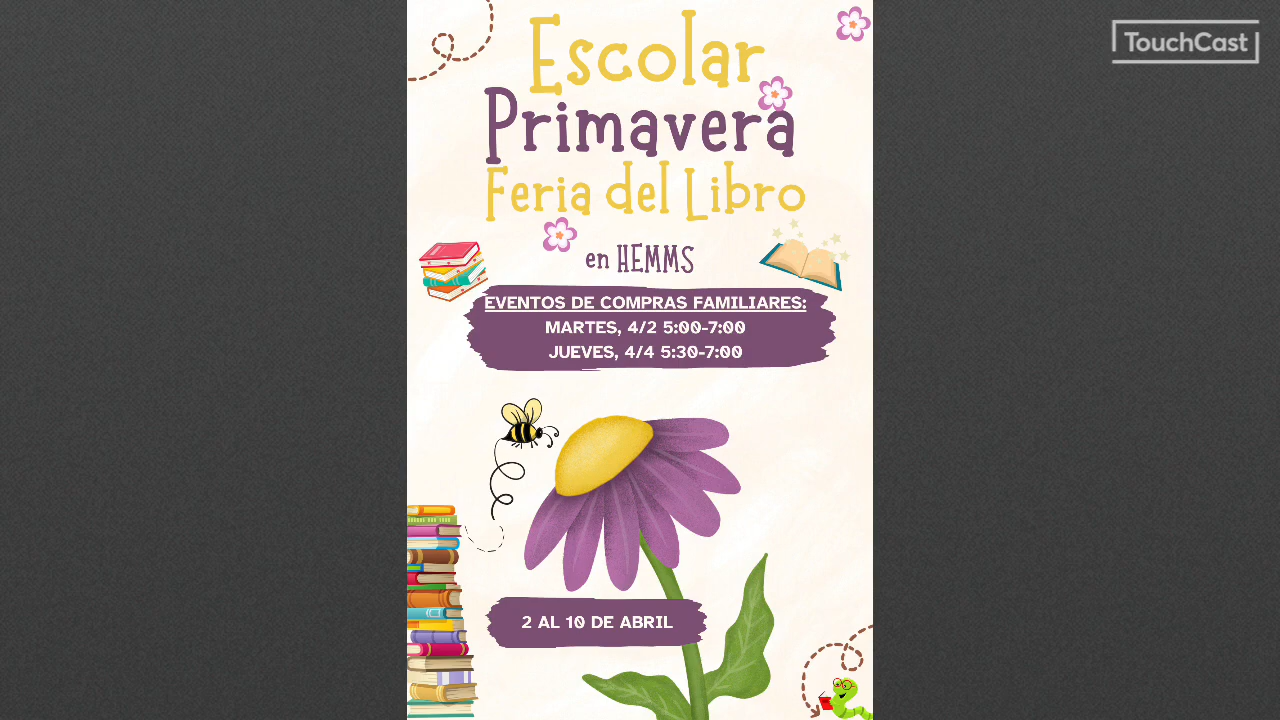 TouchCast
Escolar
Primavera
Feria del Libro
en HEMMS
EVENTOS DE COMPRAS FAMILIARES:
MARTES, 4/2 5:00-7:00
JUEVES, 4/4 5:30-7:00
2 AL 10 DE ABRIL